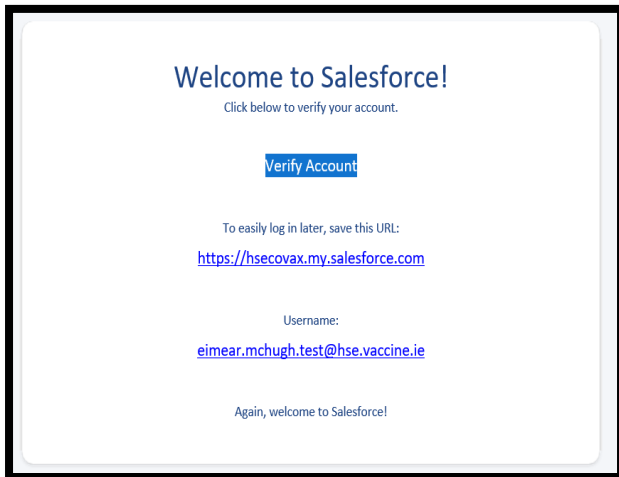 Welcome to Salesforce!
Click below to verify your account.
Verify Account
To easily log in later, save this URL:
https://hsecovax.my.salesforce.com
Username:
eimear.mchugh.test@hse.vaccine.ie
Again, welcome to Salesforce!